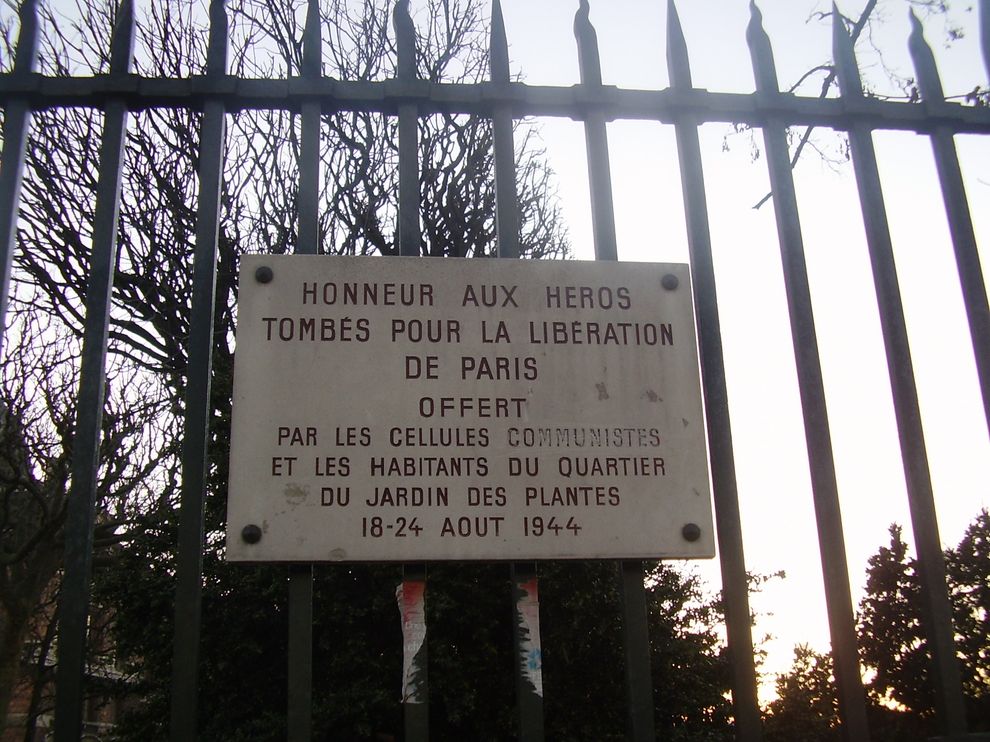 HONNEUR AUX HEROS
TOMBÉS POUR LA LIBÉRATION
DE PARIS
OFFERT
PAR LES CELLULES COMMUNISTES
ET LES HABITANTS DU QUARTIER
DU JARDIN DES PLANTES
18-24 AOUT 1944